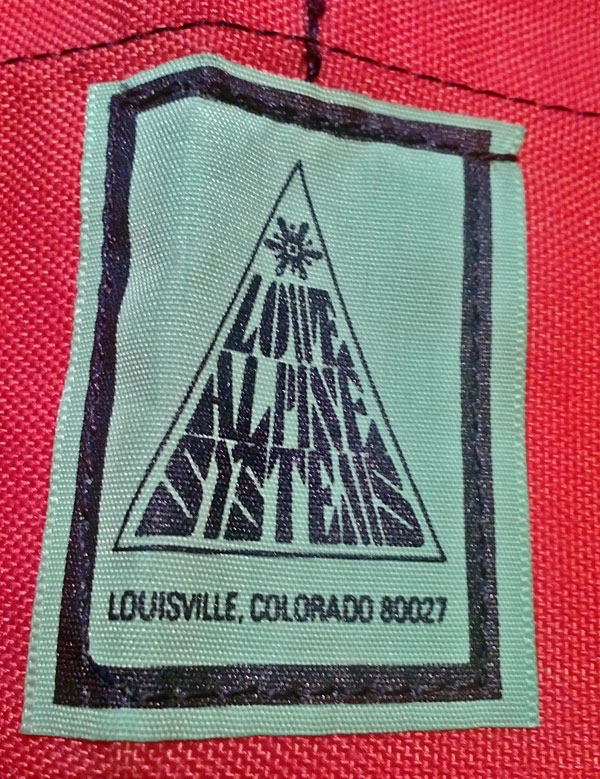 LOWE
ALPINE
SYSTEMS
LOUISVILLE, COLORADO 80027